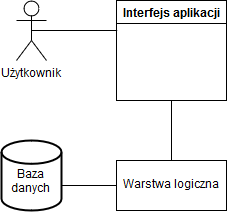 Interfejs aplikacji
Użytkownik
Baza
danych
Warstwa logiczna